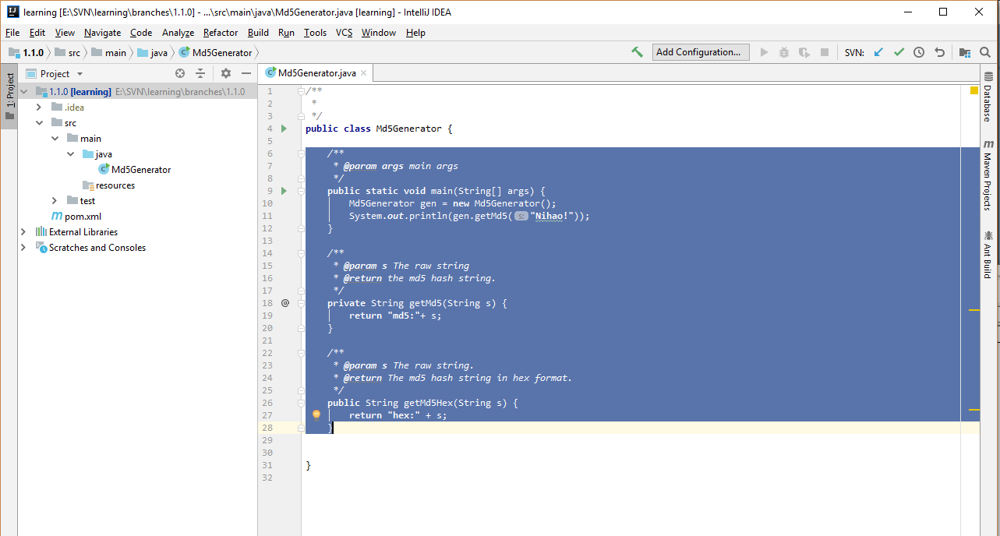 learning [E:\SVN\learning\branches\1.1.0] - ...\src\main\java\Md5Generator.java [learning] - IntelliJ IDEA
File Edit View Navigate Code Analyze Refactor Build Run Tools VCS Window Help
1.1.0 src main java Md5Generator Add Configuration... SVN:
Project
Md5Generator.java
1: Project
1.1.0 [learning] E:\SVN\learning\branches\1.1.0
.idea
src
main
java
Md5Generator
resources
test
pom.xml
External Libraries
Scratches and Consoles
1 /**
2 *
3 */
4 public class Md5Generator {
5
6 /**
7 * @param args main args
8 */
9 public static void main(String[] args) {
10 Md5Generator gen = new Md5Generator();
11 System.out.println(gen.getMd5( s: "Nihao!"));
12 }
13
14 /**
15 * @param s The raw string
16 * @return the md5 hash string.
17 */
18 @ private String getMd5(String s) {
19 return "md5:"+ s;
20 }
21
22 /**
23 * @param s The raw string.
24 * @return The md5 hash string in hex format.
25 */
26 public String getMd5Hex(String s) {
27 return "hex:" + s;
28 }
29
30
31 }
32
Database
Maven Projects
Ant Build